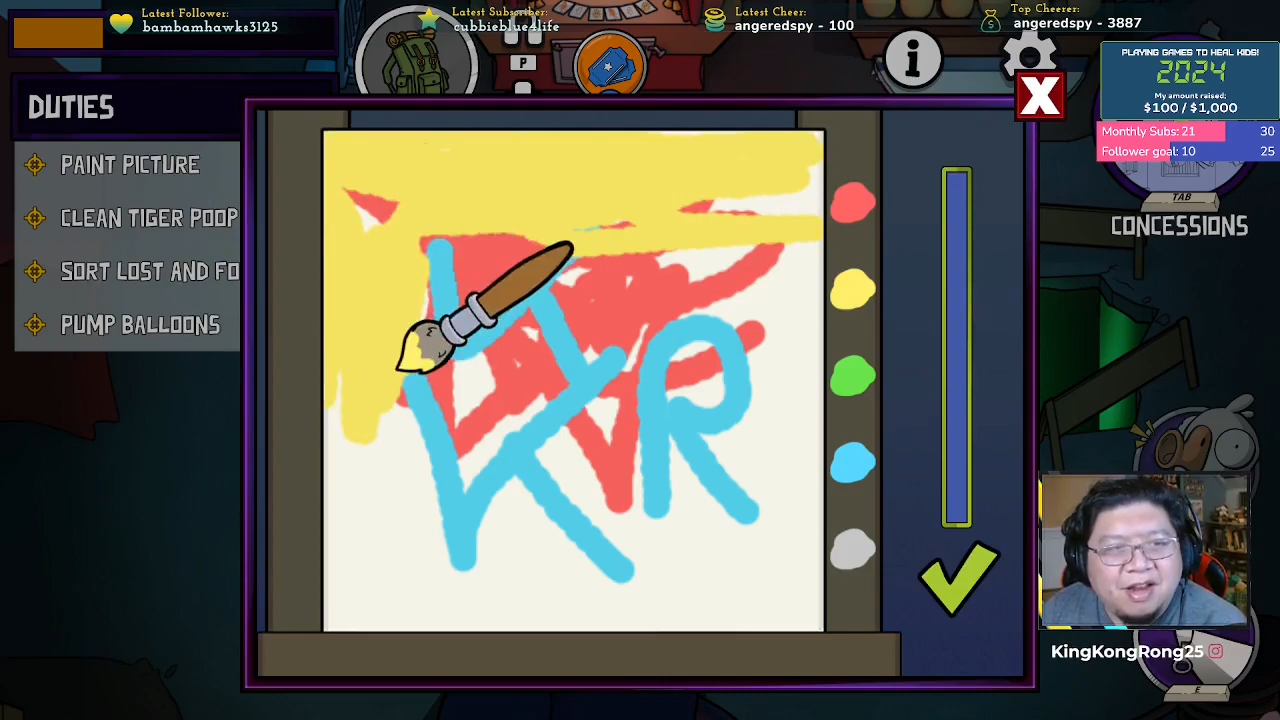 Latest Follower:
bambamhawks3125
Latest Subscriber:
cubbieblue4life
Latest Cheer:
angeredspy - 100
Top Cheerer:
angeredspy - 3887
PLAYING GAMES TO HEAL KIDS!
2024
My amount raised:
$100 / $1,000
Monthly Subs: 21 30
Follower goal: 10 25
P
i
X
DUTIES
PAINT PICTURE
CLEAN TIGER POOP
SORT LOST AND FO
PUMP BALLOONS
TAB
CONCESSIONS
KingKongRong25
E